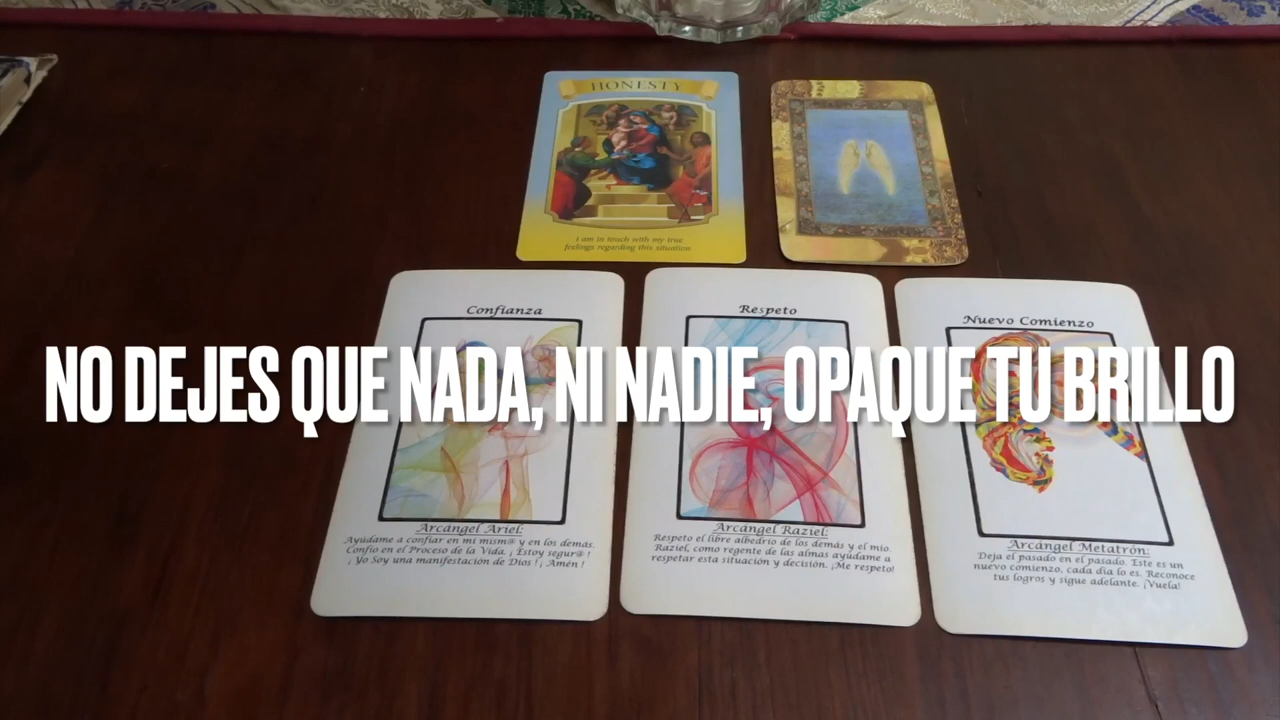 HONESTY
I am in touch with my true
feelings regarding this situation
NO DEJES QUE NADA, NI NADIE, OPAQUE TU BRILLO
Confianza
Arcángel Ariel:
Ayúdame a confiar en mi mism@ y en los demás.
Confío en el Proceso de la Vida. ¡ Estoy segur@ !
¡ Yo Soy una manifestación de Dios ! ¡ Amén !
Respeto
Arcángel Raziel:
Respeto el libre albedrío de los demás y el mio.
Raziel, como regente de las almas ayúdame a
respetar esta situación y decisión. ¡Me respeto!
Nuevo Comienzo
Arcángel Metatrón:
Deja el pasado en el pasado. Este es un
nuevo comienzo, cada día lo es. Reconoce
tus logros y sigue adelante. ¡Vuela!